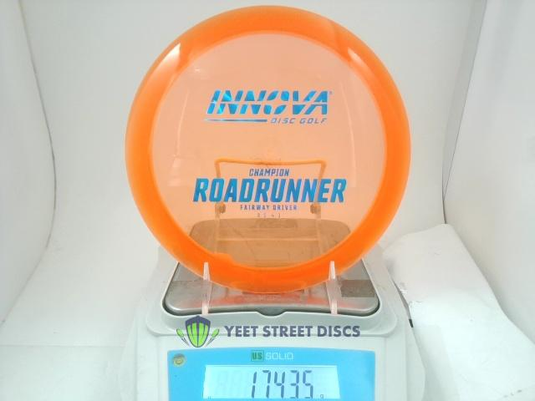 INNOVA
DISC GOLF
CHAMPION
ROADRUNNER
FAIRWAY DRIVER
YEET STREET DISCS
US SOLID
174.35